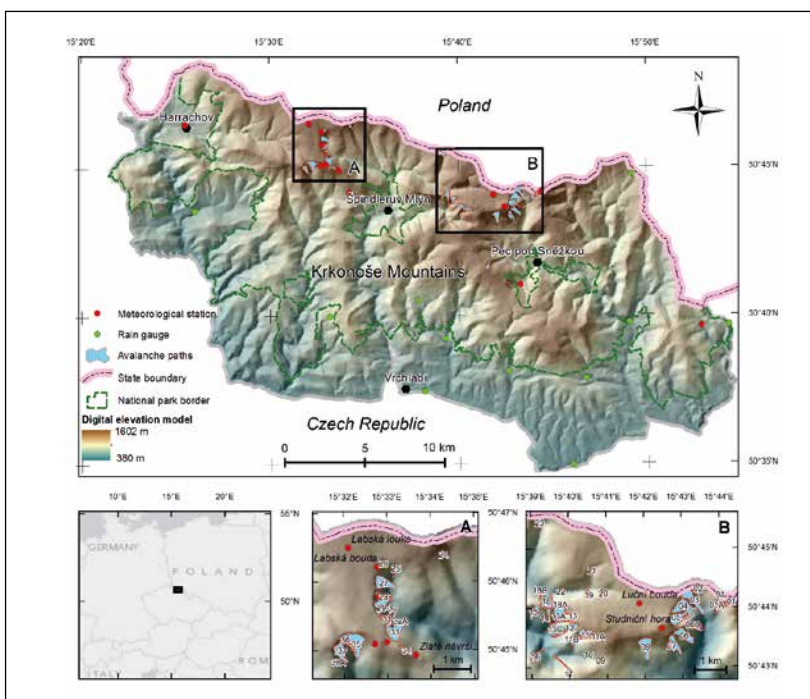 15°20'E 15°30'E 15°40'E 15°50'E
N
Poland
Harrachov
A
B
50°45'N
Špindlerův Mlýn
Pec pod Sněžkou
Krkonoše Mountains
Meteorological station
Rain gauge
50°40'N
Avalanche paths
State boundary
Vrchlabí
National park border
Digital elevation model
1602 m
380 m
Czech Republic
0 5 10 km
50°35'N
10°E 15°E 20°E
55°N
GERMANY
POLAND
50°N
ITALY
ROM
15°32'E 15°33'E 15°34'E 15°35'E
A
Labská louka
Labská bouda
50°46'N
Zlaté návrší
50°45'N
1 km
15°39'E 15°40'E 15°41'E 15°42'E 15°43'E 15°44'E
50°47'N
B
23
50°45'N
22
20
Luční bouda
50°44'N
Studniční hora
50°43'N
1 km